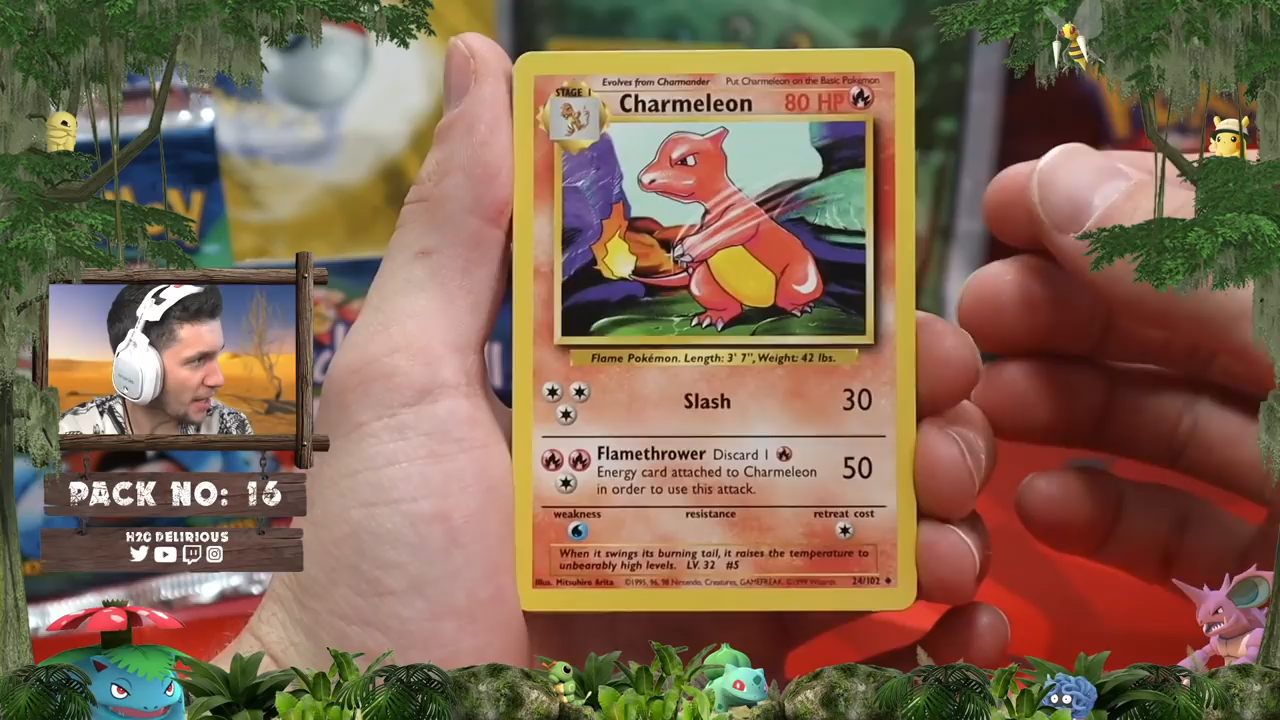 Evolves from Charmander Put Charmeleon on the Basic Pokémon
STAGE 1
Charmeleon 80 HP
Flame Pokémon. Length: 3' 7", Weight: 42 lbs.
Slash 30
Flamethrower Discard 1
Energy card attached to Charmeleon
in order to use this attack.
50
weakness resistance retreat cost
When it swings its burning tail, it raises the temperature to
unbearably high levels. LV. 32 #5
Illus. Mitsuhiro Arita ©1995, 96, 98 Nintendo, Creatures, GAMEFREAK. ©1999 Wizards. 24/102
PACK NO: 16
H2O DELIRIOUS